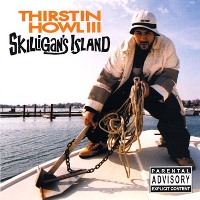 THIRSTIN
HOWL III
SKILLIGAN'S ISLAND
PARENTAL
ADVISORY
EXPLICIT CONTENT